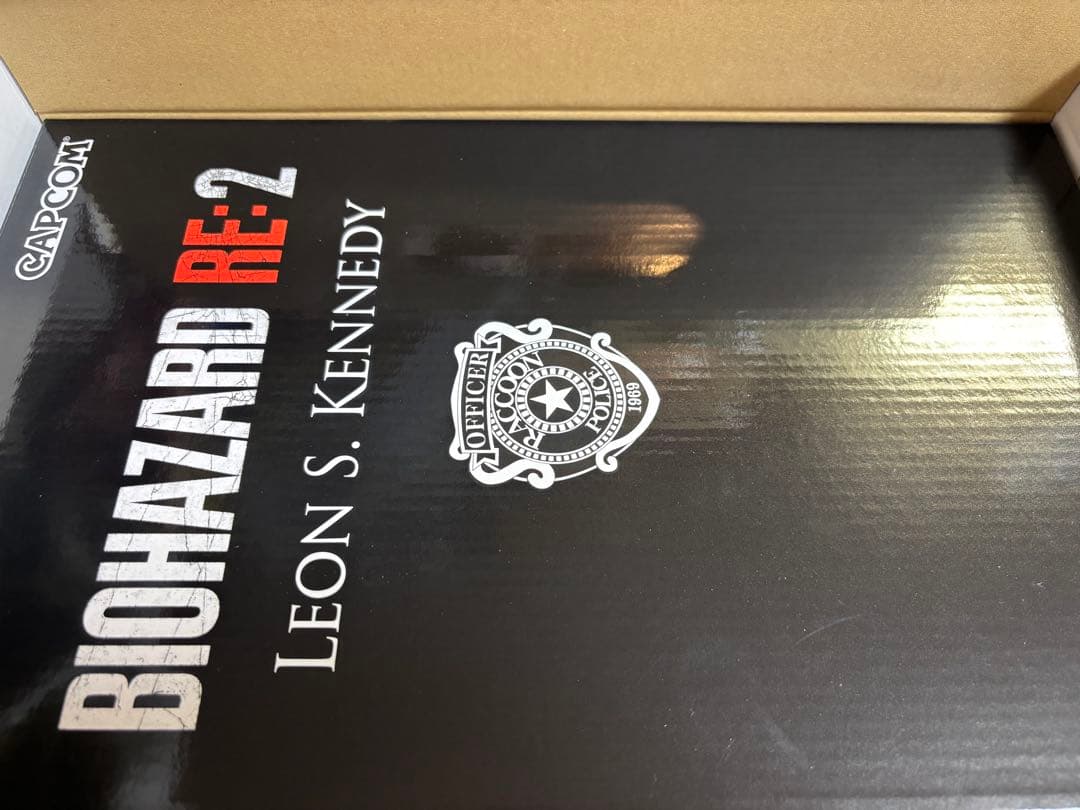 CAPCOM
BIOHAZARD RE:2
LEON S. KENNEDY
OFFICER
RACCOON
POLICE
1969